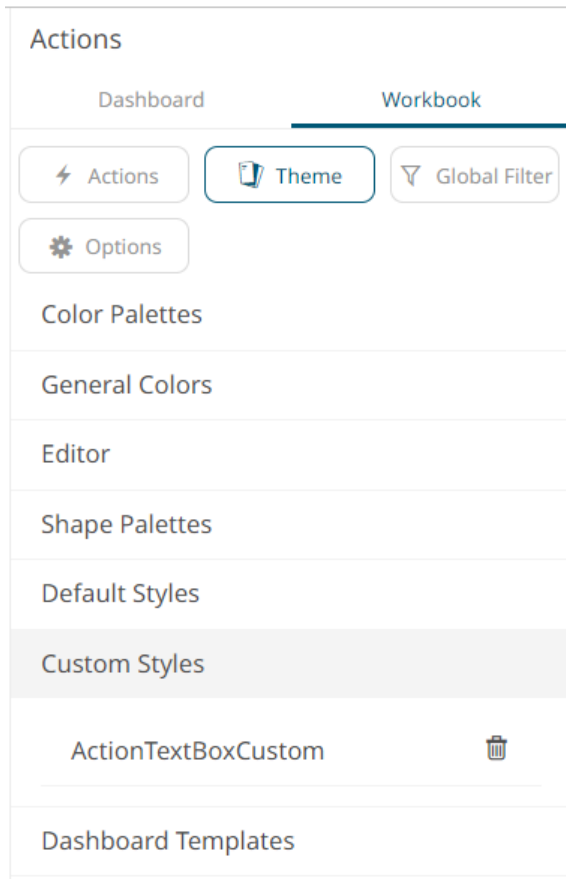 Actions
Dashboard Workbook
Actions Theme Global Filter
Options
Color Palettes
General Colors
Editor
Shape Palettes
Default Styles
Custom Styles
ActionTextBoxCustom
Dashboard Templates